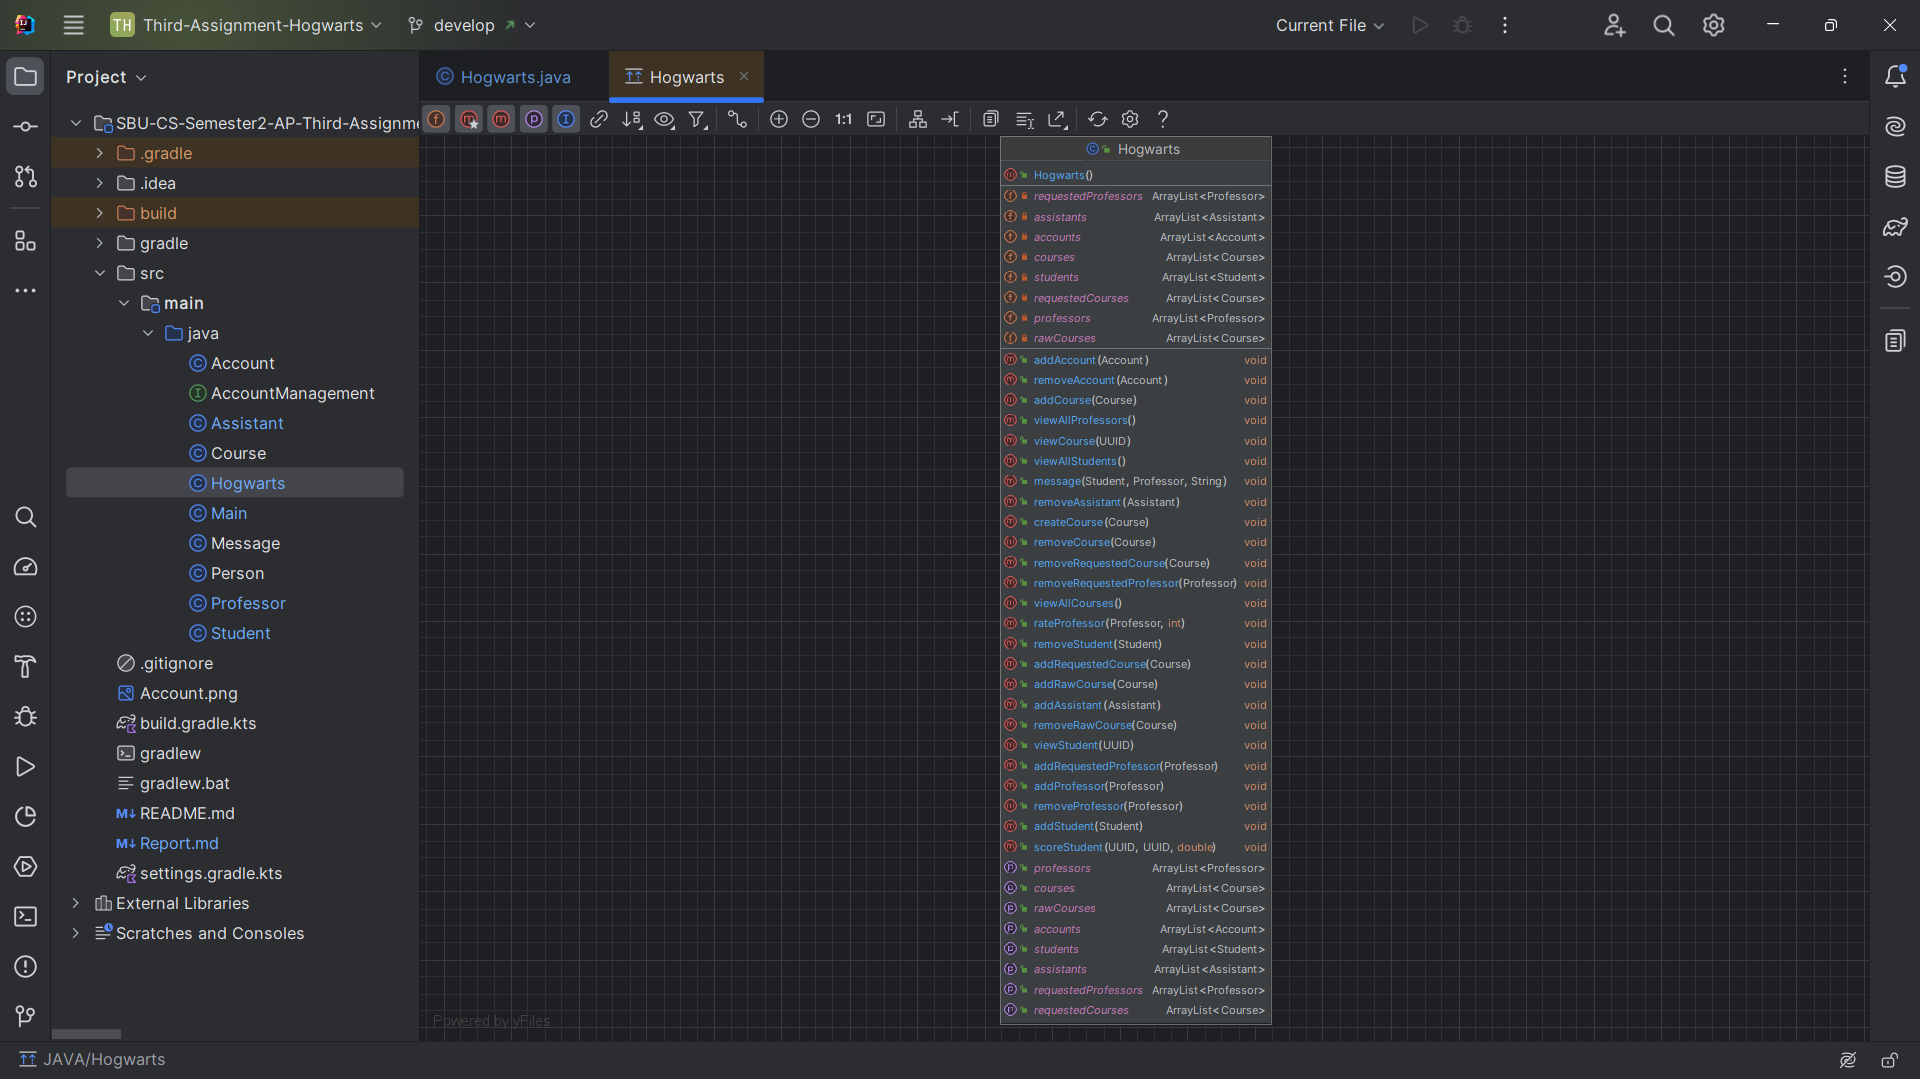 TH Third-Assignment-Hogwarts
develop
Current File
Project
Hogwarts.java
Hogwarts
1:1
SBU-CS-Semester2-AP-Third-Assignme
.gradle
.idea
build
gradle
src
main
java
Account
AccountManagement
Assistant
Course
Hogwarts
Main
Message
Person
Professor
Student
.gitignore
Account.png
build.gradle.kts
gradlew
gradlew.bat
README.md
Report.md
settings.gradle.kts
External Libraries
Scratches and Consoles
Hogwarts
Hogwarts()
requestedProfessors ArrayList<Professor>
assistants ArrayList<Assistant>
accounts ArrayList<Account>
courses ArrayList<Course>
students ArrayList<Student>
requestedCourses ArrayList<Course>
professors ArrayList<Professor>
rawCourses ArrayList<Course>
addAccount(Account) void
removeAccount(Account) void
addCourse(Course) void
viewAllProfessors() void
viewCourse(UUID) void
viewAllStudents() void
message(Student, Professor, String) void
removeAssistant(Assistant) void
createCourse(Course) void
removeCourse(Course) void
removeRequestedCourse(Course) void
removeRequestedProfessor(Professor) void
viewAllCourses() void
rateProfessor(Professor, int) void
removeStudent(Student) void
addRequestedCourse(Course) void
addRawCourse(Course) void
addAssistant(Assistant) void
removeRawCourse(Course) void
viewStudent(UUID) void
addRequestedProfessor(Professor) void
addProfessor(Professor) void
removeProfessor(Professor) void
addStudent(Student) void
scoreStudent(UUID, UUID, double) void
professors ArrayList<Professor>
courses ArrayList<Course>
rawCourses ArrayList<Course>
accounts ArrayList<Account>
students ArrayList<Student>
assistants ArrayList<Assistant>
requestedProfessors ArrayList<Professor>
requestedCourses ArrayList<Course>
Powered by yFiles
JAVA/Hogwarts